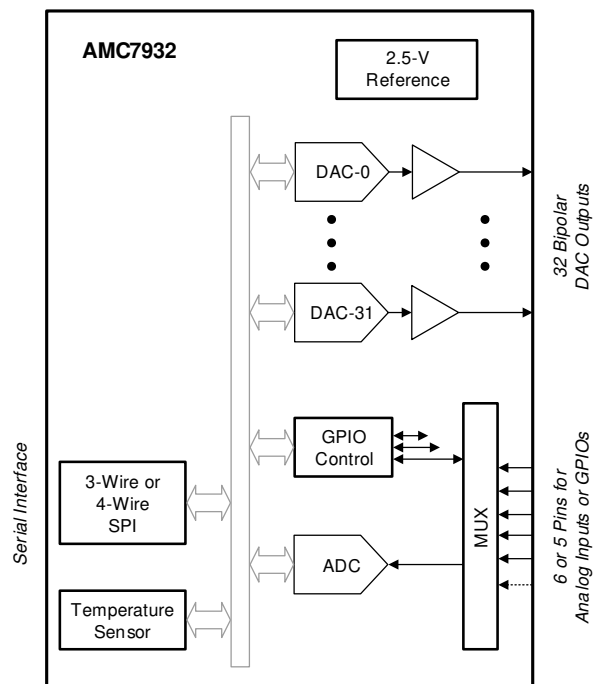 AMC7932
2.5-V
Reference
DAC-0
DAC-31
32 Bipolar
DAC Outputs
GPIO
Control
3-Wire or
4-Wire
SPI
Serial Interface
ADC
MUX
6 or 5 Pins for
Analog Inputs or GPIOs
Temperature
Sensor